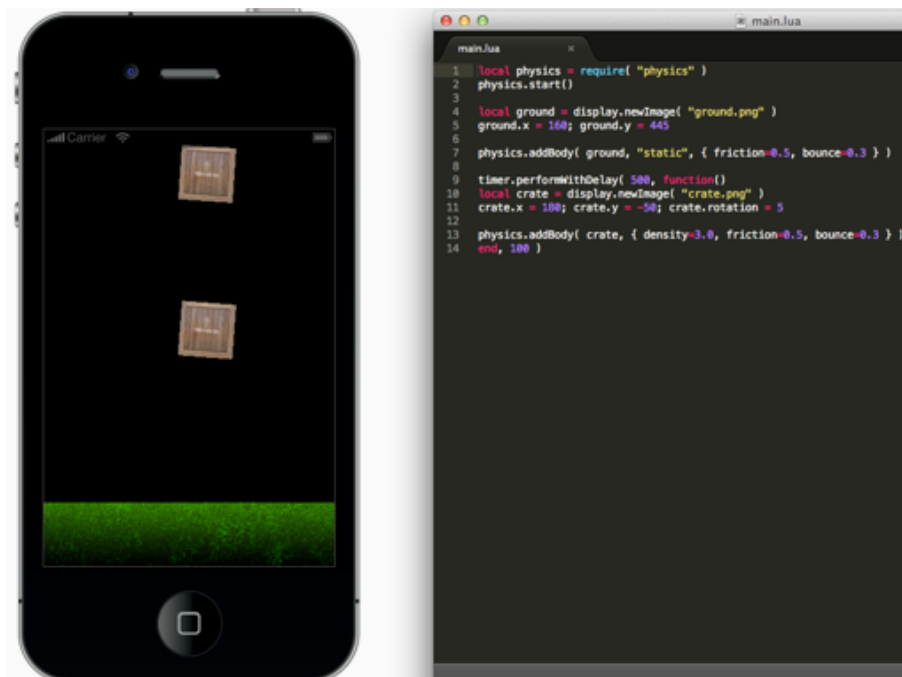 Carrier
main.lua
main.lua
1 local physics = require( "physics" )
2 physics.start()
3
4 local ground = display.newImage( "ground.png" )
5 ground.x = 160; ground.y = 445
6
7 physics.addBody( ground, "static", { friction=0.5, bounce=0.3 } )
8
9 timer.performWithDelay( 500, function()
10 local crate = display.newImage( "crate.png" )
11 crate.x = 180; crate.y = -50; crate.rotation = 5
12
13 physics.addBody( crate, { density=3.0, friction=0.5, bounce=0.3 } )
14 end, 100 )